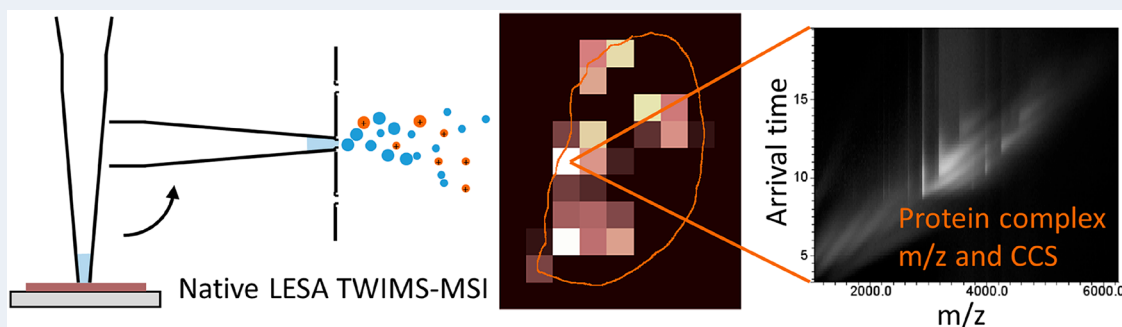 Native LESA TWIMS-MSI
Arrival time
15
10
5
Protein complex
m/z and CCS
2000.0
4000.0
6000.0
m/z
+
+
+
+
+
+